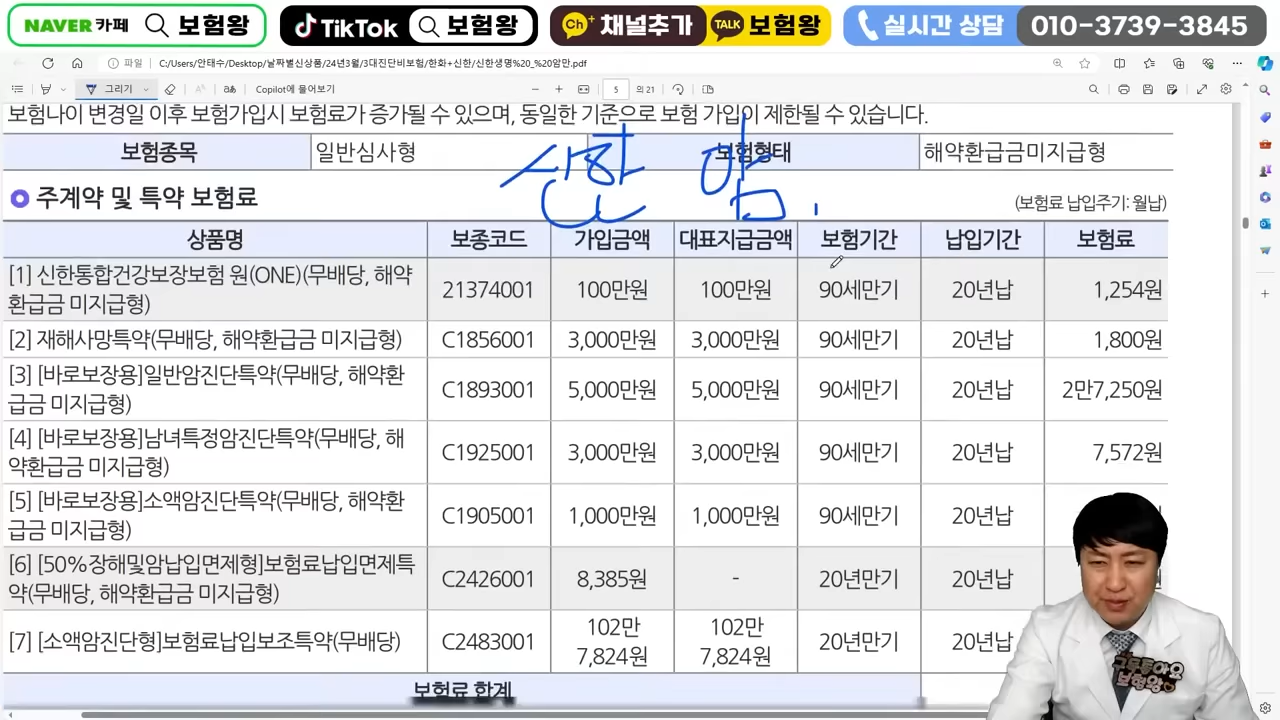 NAVER 카페 보험왕 TikTok 보험왕 Ch+ 채널추가 TALK 보험왕 실시간 상담 010-3739-3845
파일 C:/Users/안태수/Desktop/날짜별신상품/24년3월/3대진단비보험/한화+신한/신한생명%20_%20암만.pdf
그리기 aあ Copilot에 물어보기 5 의 21
보험나이 변경일 이후 보험가입시 보험료가 증가될 수 있으며, 동일한 기준으로 보험 가입이 제한될 수 있습니다.
신한 암
보험종목 일반심사형 보험형태 해약환급금미지급형
주계약 및 특약 보험료 (보험료 납입주기: 월납)
상품명 보종코드 가입금액 대표지급금액 보험기간 납입기간 보험료
[1] 신한통합건강보장보험 원(ONE)(무배당, 해약
환급금 미지급형) 21374001 100만원 100만원 90세만기 20년납 1,254원
[2] 재해사망특약(무배당, 해약환급금 미지급형) C1856001 3,000만원 3,000만원 90세만기 20년납 1,800원
[3] [바로보장용]일반암진단특약(무배당, 해약환
급금 미지급형) C1893001 5,000만원 5,000만원 90세만기 20년납 2만7,250원
[4] [바로보장용]남녀특정암진단특약(무배당, 해
약환급금 미지급형) C1925001 3,000만원 3,000만원 90세만기 20년납 7,572원
[5] [바로보장용]소액암진단특약(무배당, 해약환
급금 미지급형) C1905001 1,000만원 1,000만원 90세만기 20년납
[6] [50%장해및암납입면제형]보험료납입면제특
약(무배당, 해약환급금 미지급형) C2426001 8,385원 - 20년만기 20년납
[7] [소액암진단형]보험료납입보조특약(무배당) C2483001 102만 7,824원 102만 7,824원 20년만기 20년납
보험료 합계
구독좋아요
보험왕